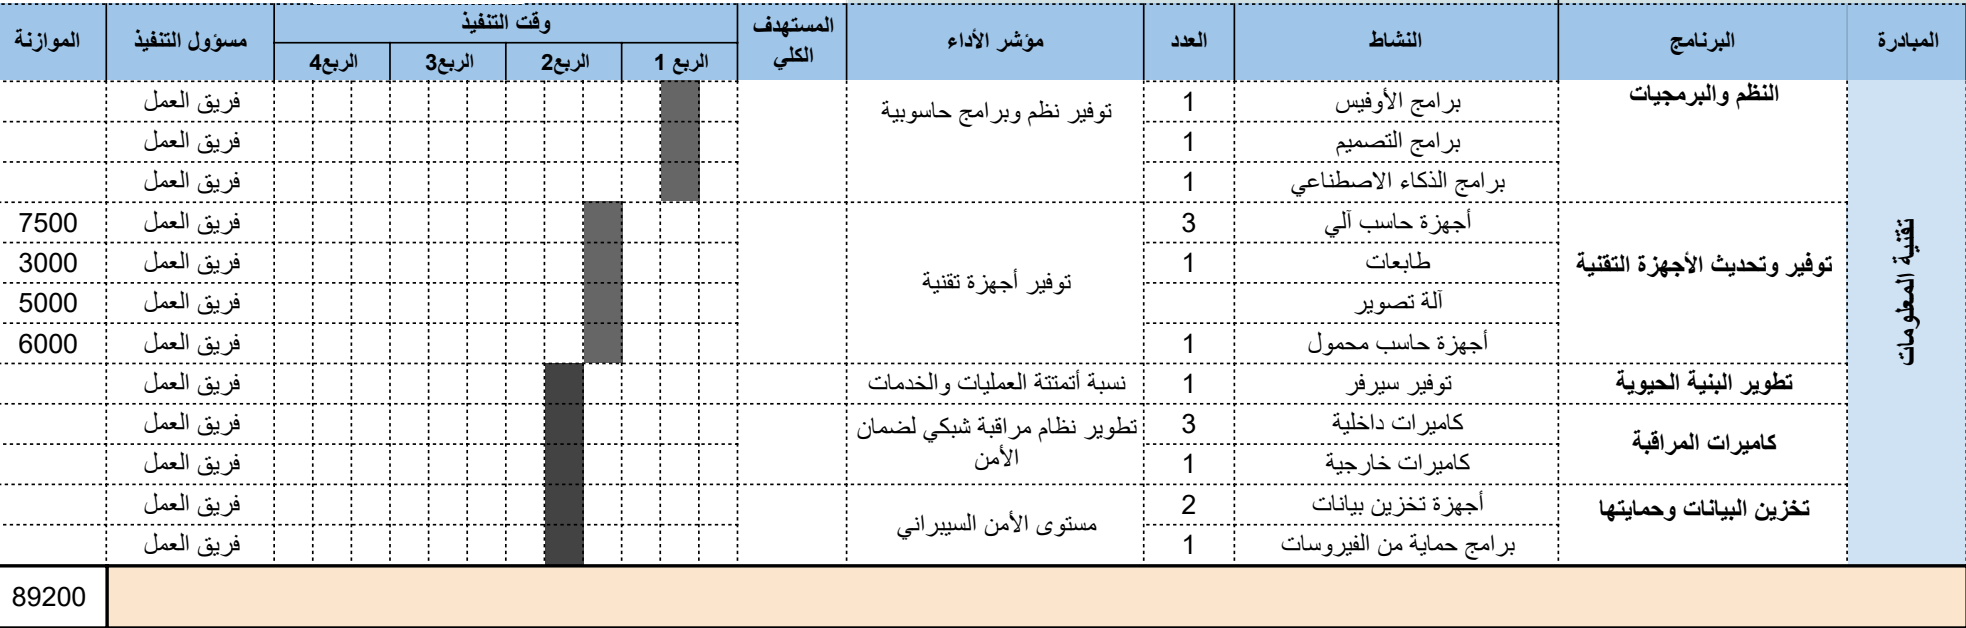 المبادرة البرنامج النشاط العدد مؤشر الأداء المستهدف الكلي وقت التنفيذ مسؤول التنفيذ الموازنة
الربع 1 الربع2 الربع3 الربع4
تقنية المعلومات
النظم والبرمجيات برامج الأوفيس 1 توفير نظم وبرامج حاسوبية فريق العمل
برامج التصميم 1 فريق العمل
برامج الذكاء الاصطناعي 1 فريق العمل
توفير وتحديث الأجهزة التقنية أجهزة حاسب آلي 3 توفير أجهزة تقنية فريق العمل 7500
طابعات 1 فريق العمل 3000
آلة تصوير فريق العمل 5000
أجهزة حاسب محمول 1 فريق العمل 6000
تطوير البنية الحيوية توفير سيرفر 1 نسبة أتمتتة العمليات والخدمات فريق العمل
كاميرات المراقبة كاميرات داخلية 3 تطوير نظام مراقبة شبكي لضمان الأمن فريق العمل
كاميرات خارجية 1 فريق العمل
تخزين البيانات وحمايتها أجهزة تخزين بيانات 2 مستوى الأمن السيبراني فريق العمل
برامج حماية من الفيروسات 1 فريق العمل
89200